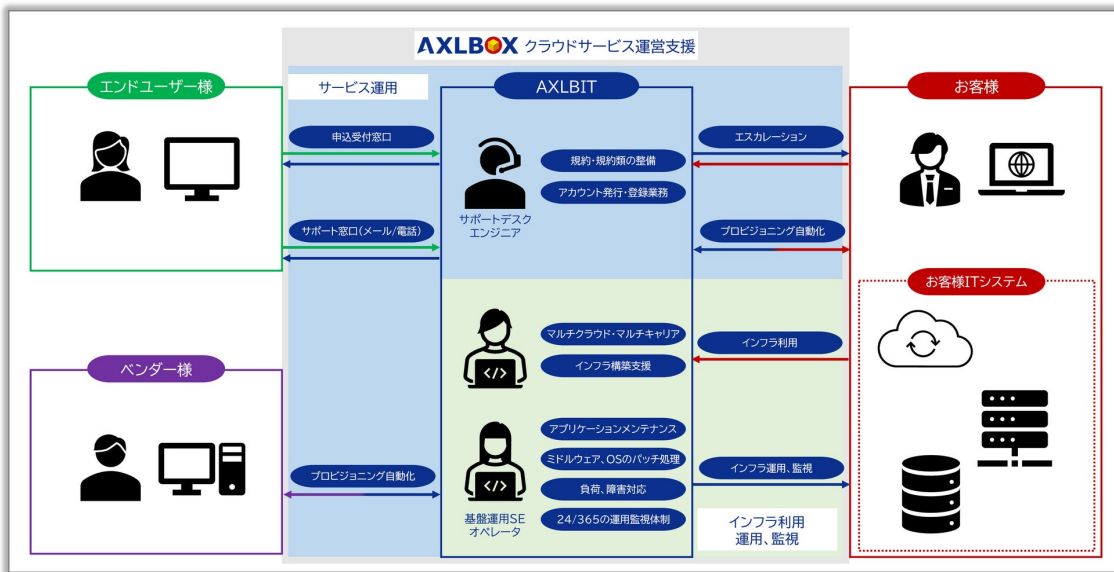 AXLBOX クラウドサービス運営支援
エンドユーザー様
サービス運用
AXLBIT
お客様
申込受付窓口
エスカレーション
規約・規約類の整備
アカウント発行・登録業務
サポートデスク
エンジニア
サポート窓口(メール/電話)
プロビジョニング自動化
お客様ITシステム
マルチクラウド・マルチキャリア
インフラ利用
インフラ構築支援
ベンダー様
アプリケーションメンテナンス
ミドルウェア、OSのパッチ処理
プロビジョニング自動化
インフラ運用、監視
負荷、障害対応
基盤運用SE
オペレータ
24/365の運用監視体制
インフラ利用
運用、監視